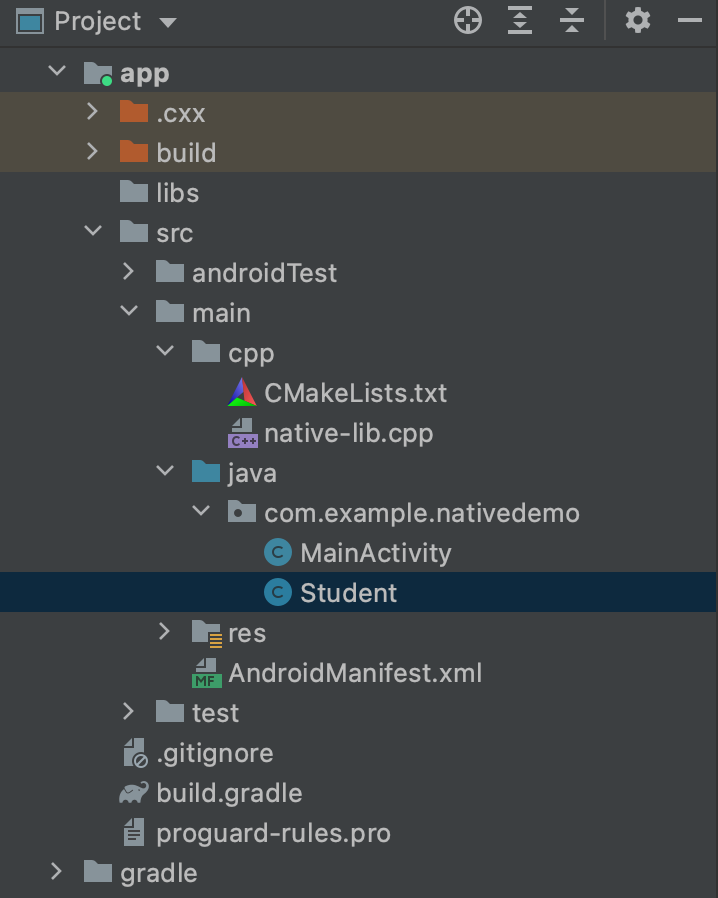 Project
app
.cxx
build
libs
src
androidTest
main
cpp
CMakeLists.txt
C++ native-lib.cpp
java
com.example.nativedemo
C MainActivity
C Student
res
MF AndroidManifest.xml
test
.gitignore
build.gradle
proguard-rules.pro
gradle